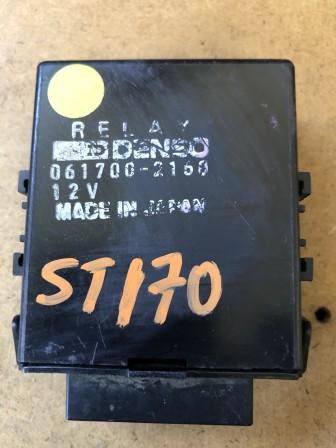 RELAY
DENSO
061700-2160
12V
MADE IN JAPAN
ST170